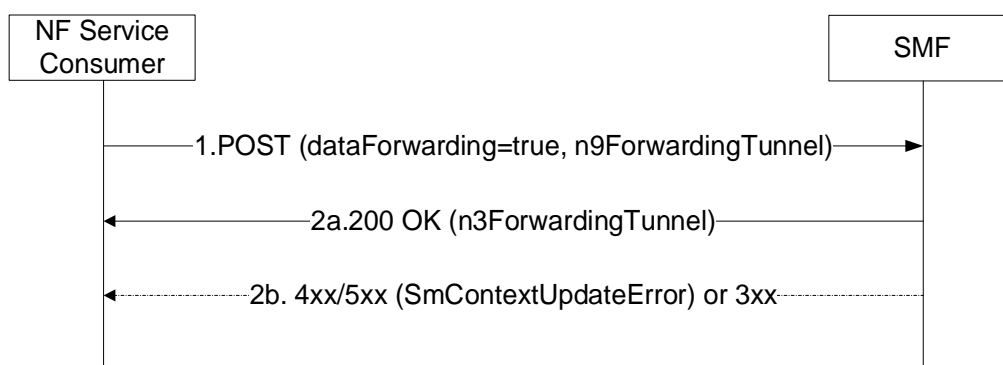 NF Service
Consumer
SMF
1.POST (dataForwarding=true, n9ForwardingTunnel)
2a.200 OK (n3ForwardingTunnel)
2b. 4xx/5xx (SmContextUpdateError) or 3xx